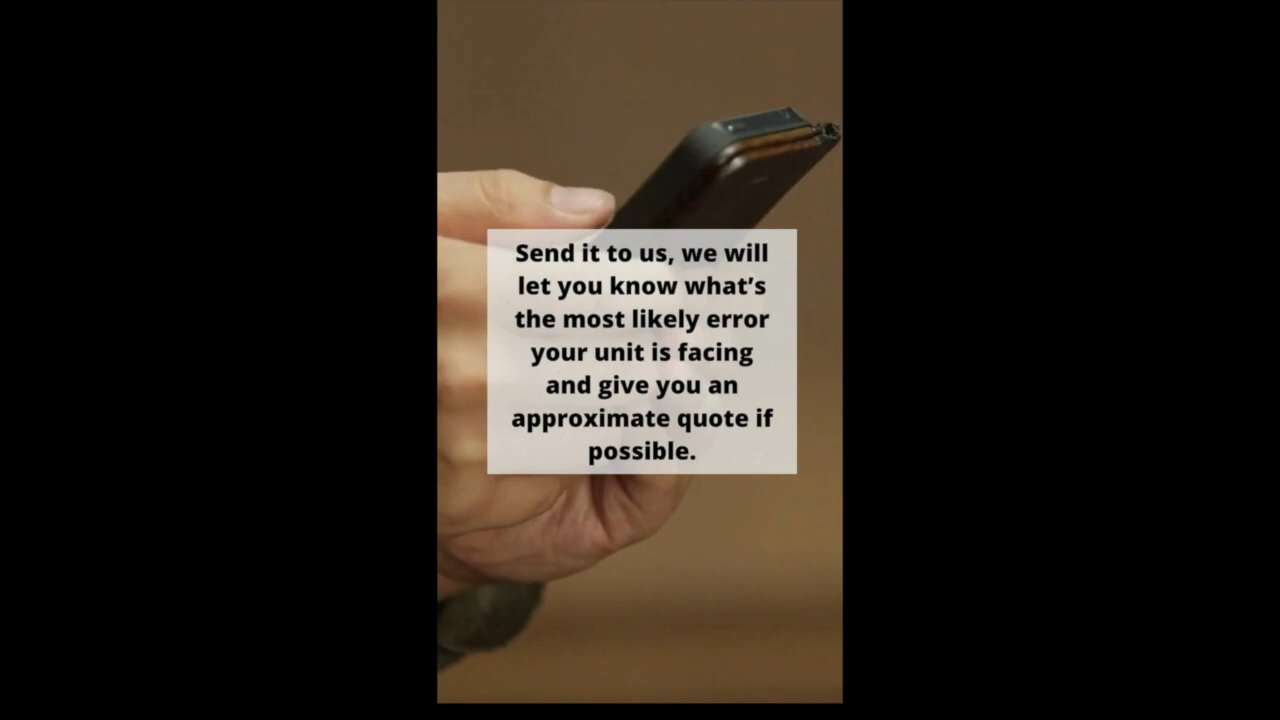 Send it to us, we will
let you know what’s
the most likely error
your unit is facing
and give you an
approximate quote if
possible.